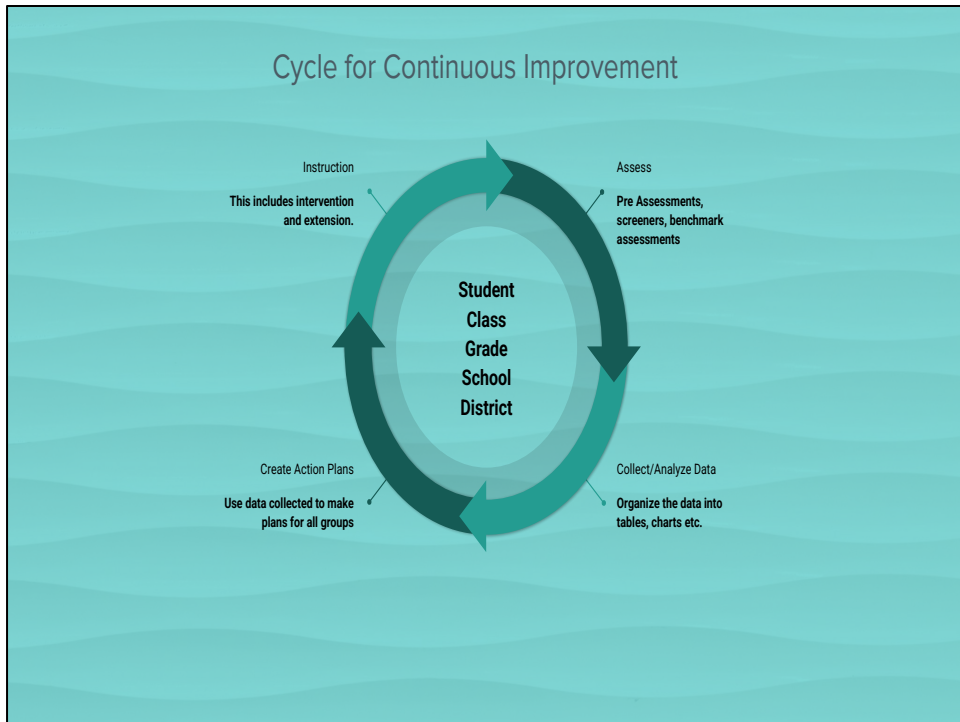 Cycle for Continuous Improvement
Instruction
This includes intervention
and extension.
Assess
Pre Assessments,
screeners, benchmark
assessments
Student
Class
Grade
School
District
Create Action Plans
Use data collected to make
plans for all groups
Collect/Analyze Data
Organize the data into
tables, charts etc.